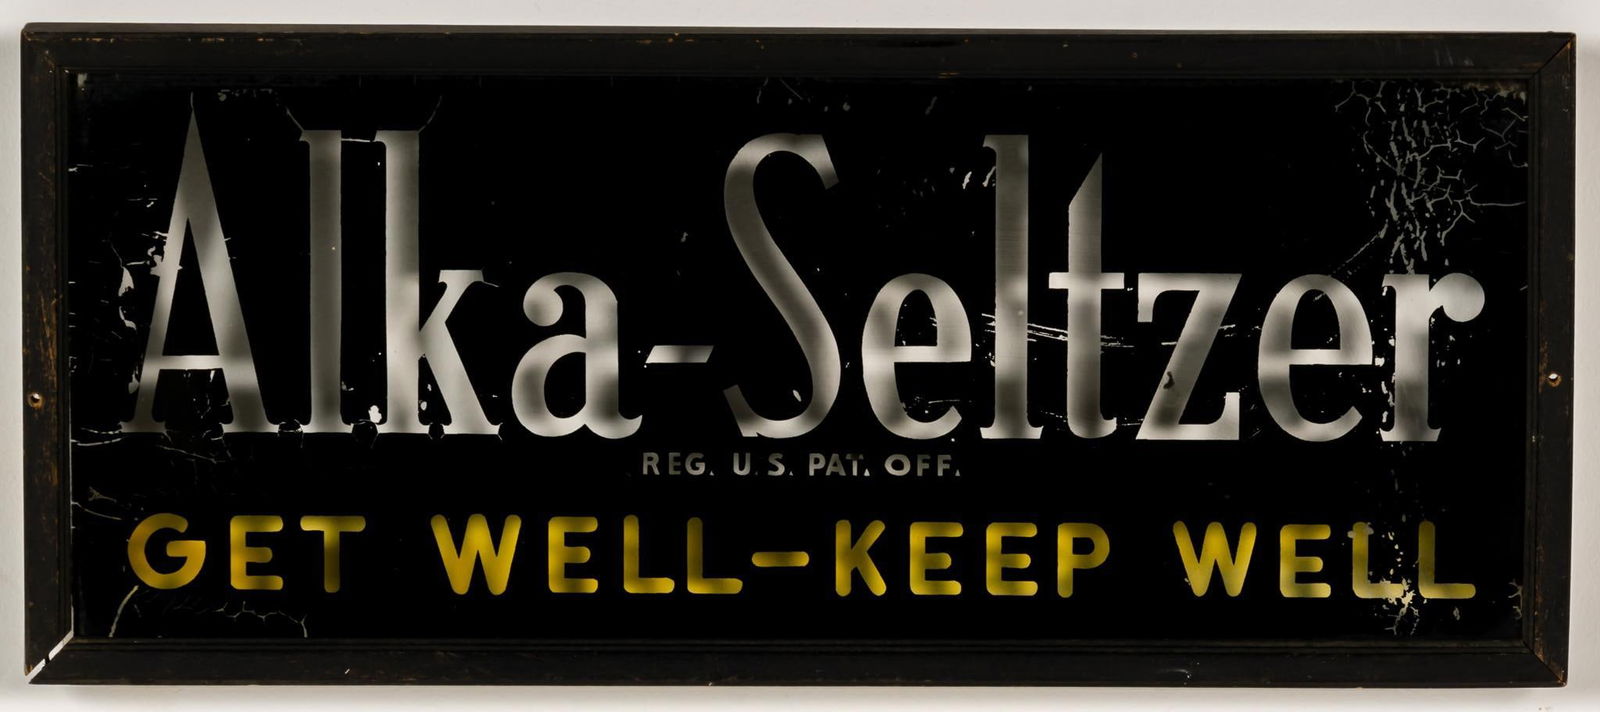 Alka-Seltzer
REG. U.S. PAT. OFF.
GET WELL–KEEP WELL